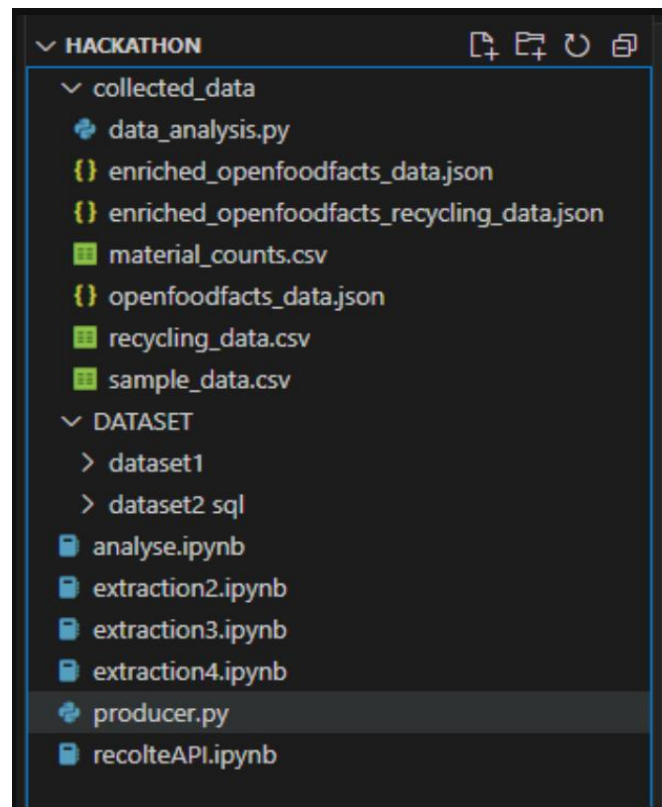 HACKATHON
collected_data
data_analysis.py
{} enriched_openfoodfacts_data.json
{} enriched_openfoodfacts_recycling_data.json
material_counts.csv
{} openfoodfacts_data.json
recycling_data.csv
sample_data.csv
DATASET
dataset1
dataset2 sql
analyse.ipynb
extraction2.ipynb
extraction3.ipynb
extraction4.ipynb
producer.py
recolteAPI.ipynb